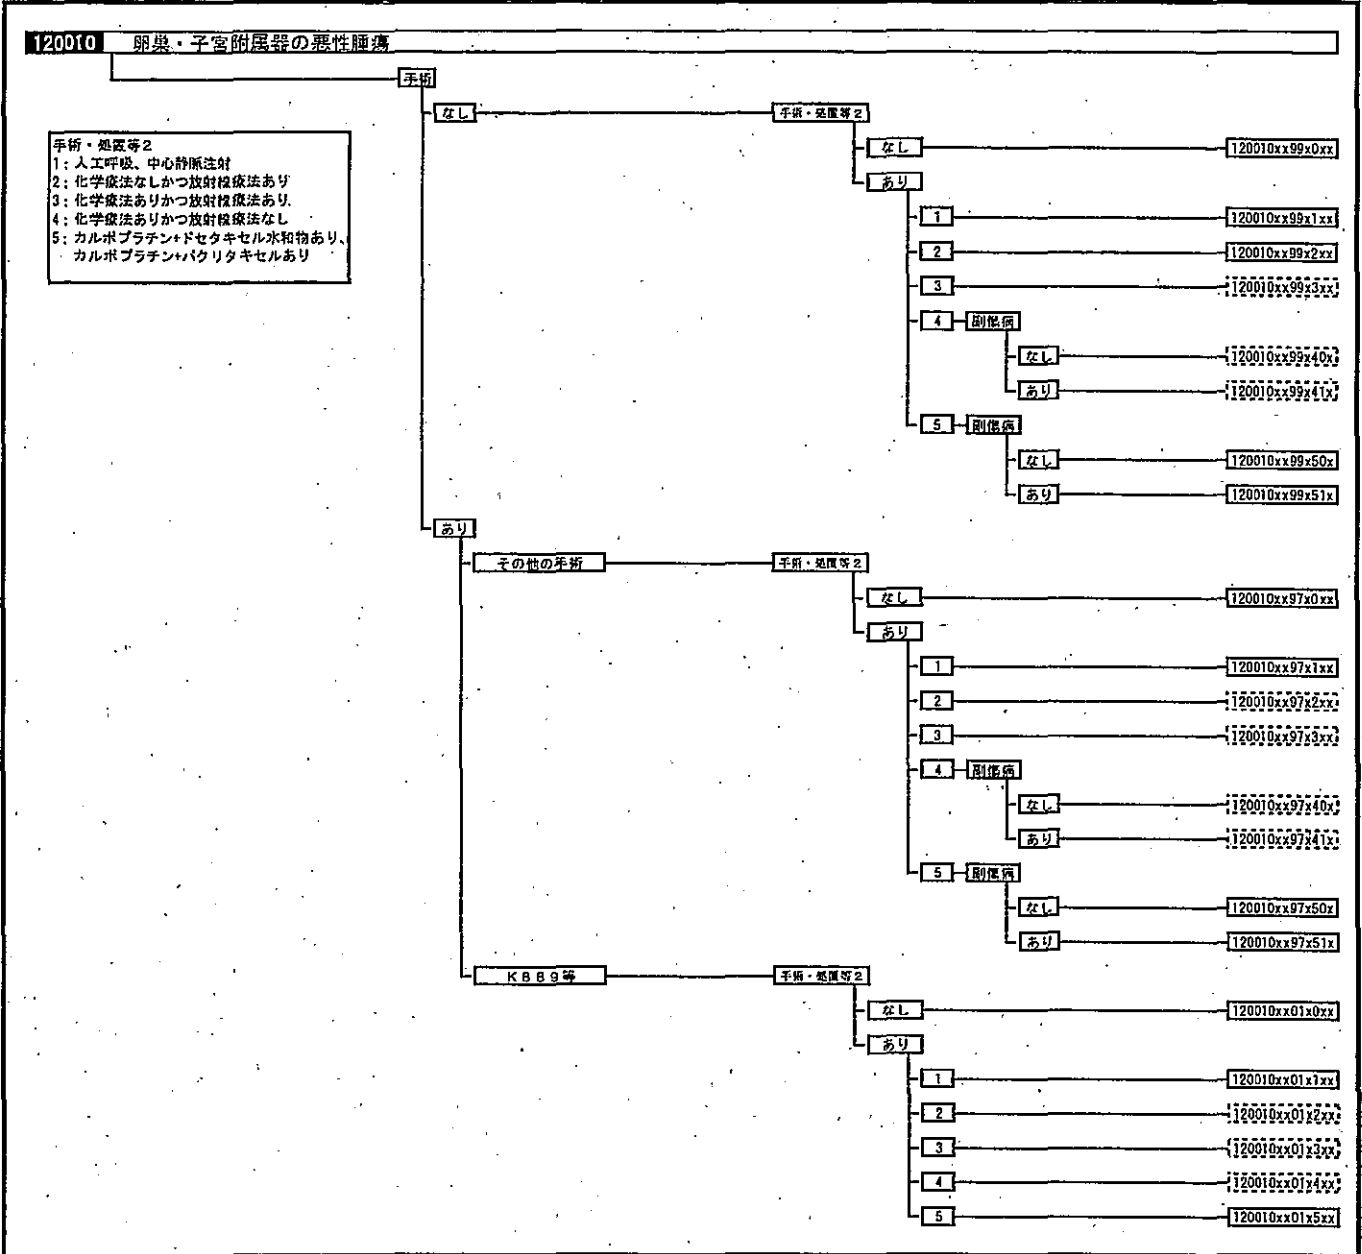 120010 卵巣・子宮附属器の悪性腫瘍
手術
なし
手術・処置等2
手術・処置等2
1;人工呼吸、中心静脈注射
2;化学療法なしかつ放射線療法あり
3;化学療法ありかつ放射線療法あり
4;化学療法ありかつ放射線療法なし
5;カルボプラチン+ドセタキセル水和物あり、
カルボプラチン+パクリタキセルあり
なし
120010xx99x0xx
あり
1
120010xx99x1xx
2
120010xx99x2xx
3
120010xx99x3xx
4
副傷病
なし
120010xx99x40x
あり
120010xx99x41x
5
副傷病
なし
120010xx99x50x
あり
120010xx99x51x
あり
その他の手術
手術・処置等2
なし
120010xx97x0xx
あり
1
120010xx97x1xx
2
120010xx97x2xx
3
120010xx97x3xx
4
副傷病
なし
120010xx97x40x
あり
120010xx97x41x
5
副傷病
なし
120010xx97x50x
あり
120010xx97x51x
K889等
手術・処置等2
なし
120010xx01x0xx
あり
1
120010xx01x1xx
2
120010xx01x2xx
3
120010xx01x3xx
4
120010xx01x4xx
5
120010xx01x5xx